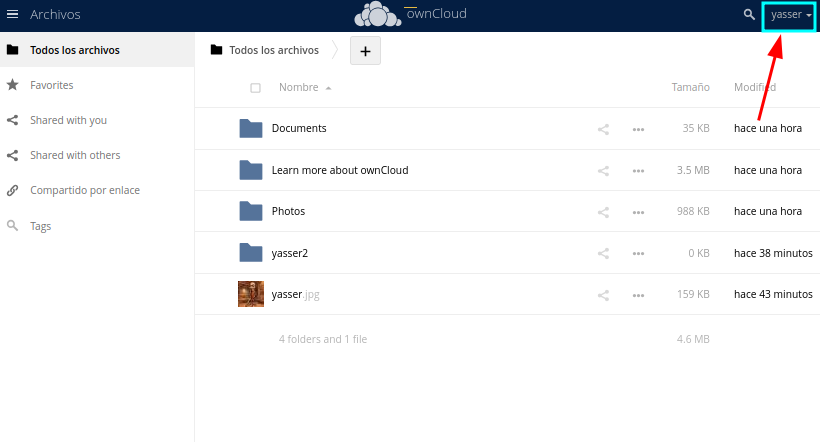 Archivos
ownCloud
yasser
Todos los archivos
Favorites
Shared with you
Shared with others
Compartido por enlace
Tags
Todos los archivos
+
Nombre
Tamaño
Modified
Documents
35 KB
hace una hora
Learn more about ownCloud
3.5 MB
hace una hora
Photos
988 KB
hace una hora
yasser2
0 KB
hace 38 minutos
yasser.jpg
159 KB
hace 43 minutos
4 folders and 1 file
4.6 MB